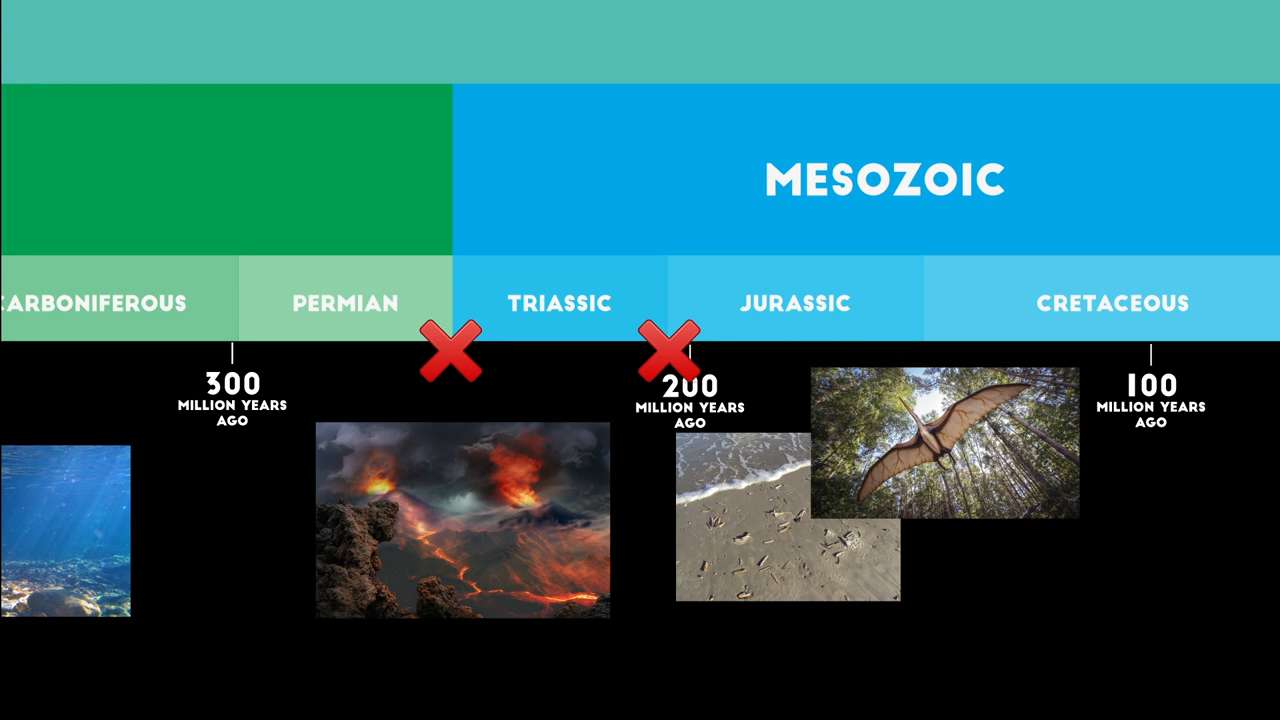 MESOZOIC
CARBONIFEROUS
PERMIAN
TRIASSIC
JURASSIC
CRETACEOUS
300
MILLION YEARS
AGO
200
MILLION YEARS
AGO
100
MILLION YEARS
AGO